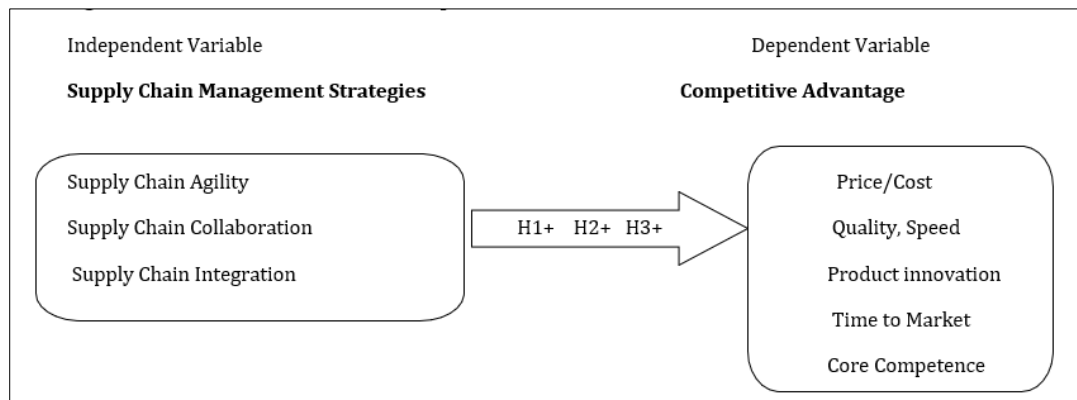 Independent Variable
Dependent Variable
Supply Chain Management Strategies
Competitive Advantage
Supply Chain Agility
Supply Chain Collaboration
Supply Chain Integration
H1+ H2+ H3+
Price/Cost
Quality, Speed
Product innovation
Time to Market
Core Competence